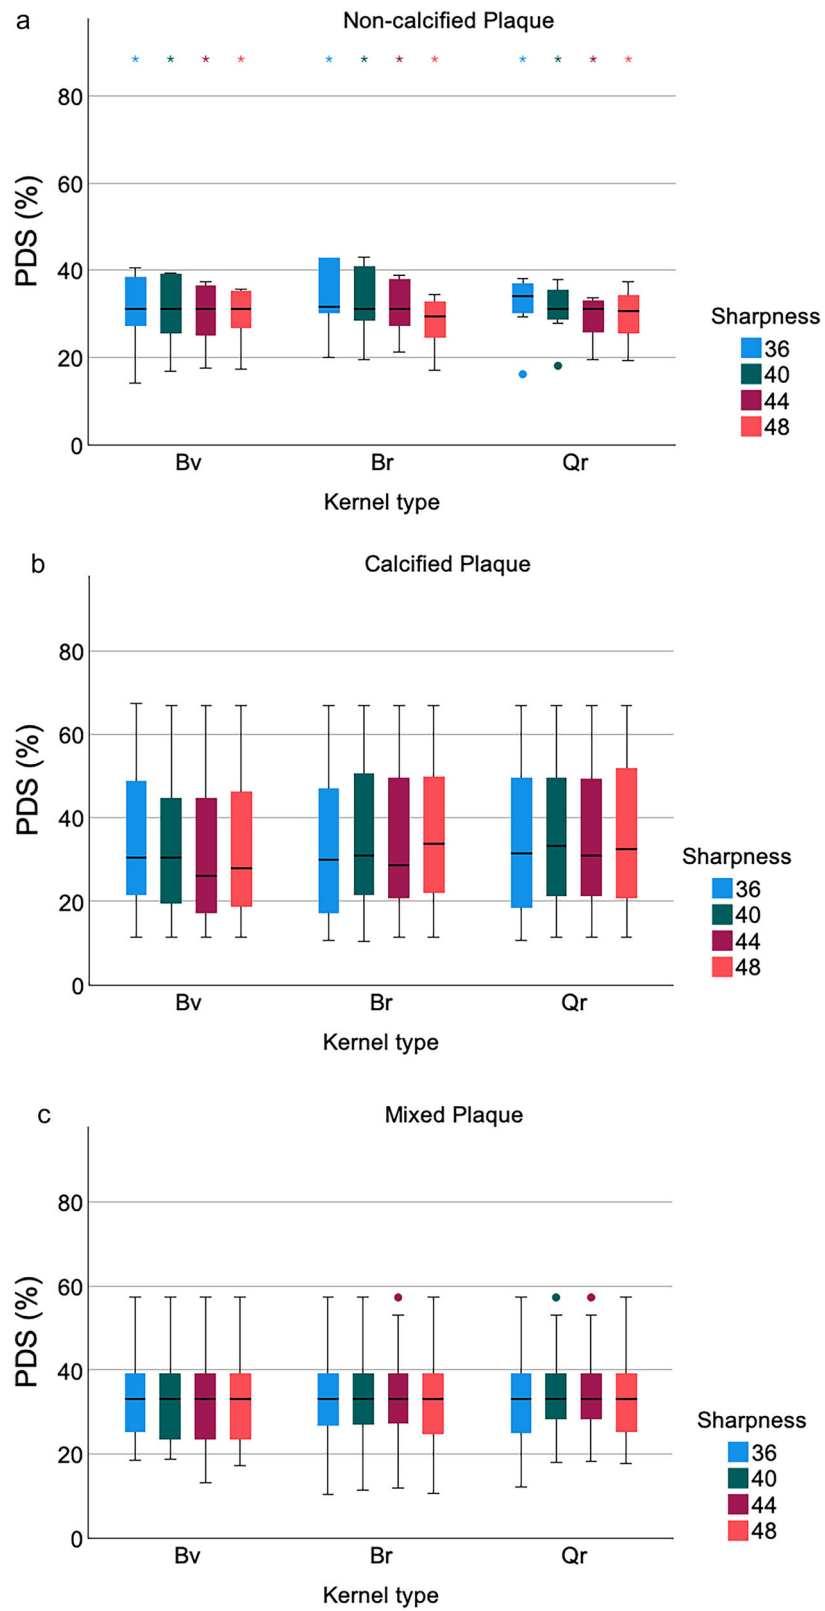 a
Non-calcified Plaque
* * * * * * * * * * * *
80
60
40
20
0
PDS (%)
Bv Br Qr
Kernel type
Sharpness
36
40
44
48
b
Calcified Plaque
80
60
40
20
0
PDS (%)
Bv Br Qr
Kernel type
Sharpness
36
40
44
48
c
Mixed Plaque
80
60
40
20
0
PDS (%)
Bv Br Qr
Kernel type
Sharpness
36
40
44
48